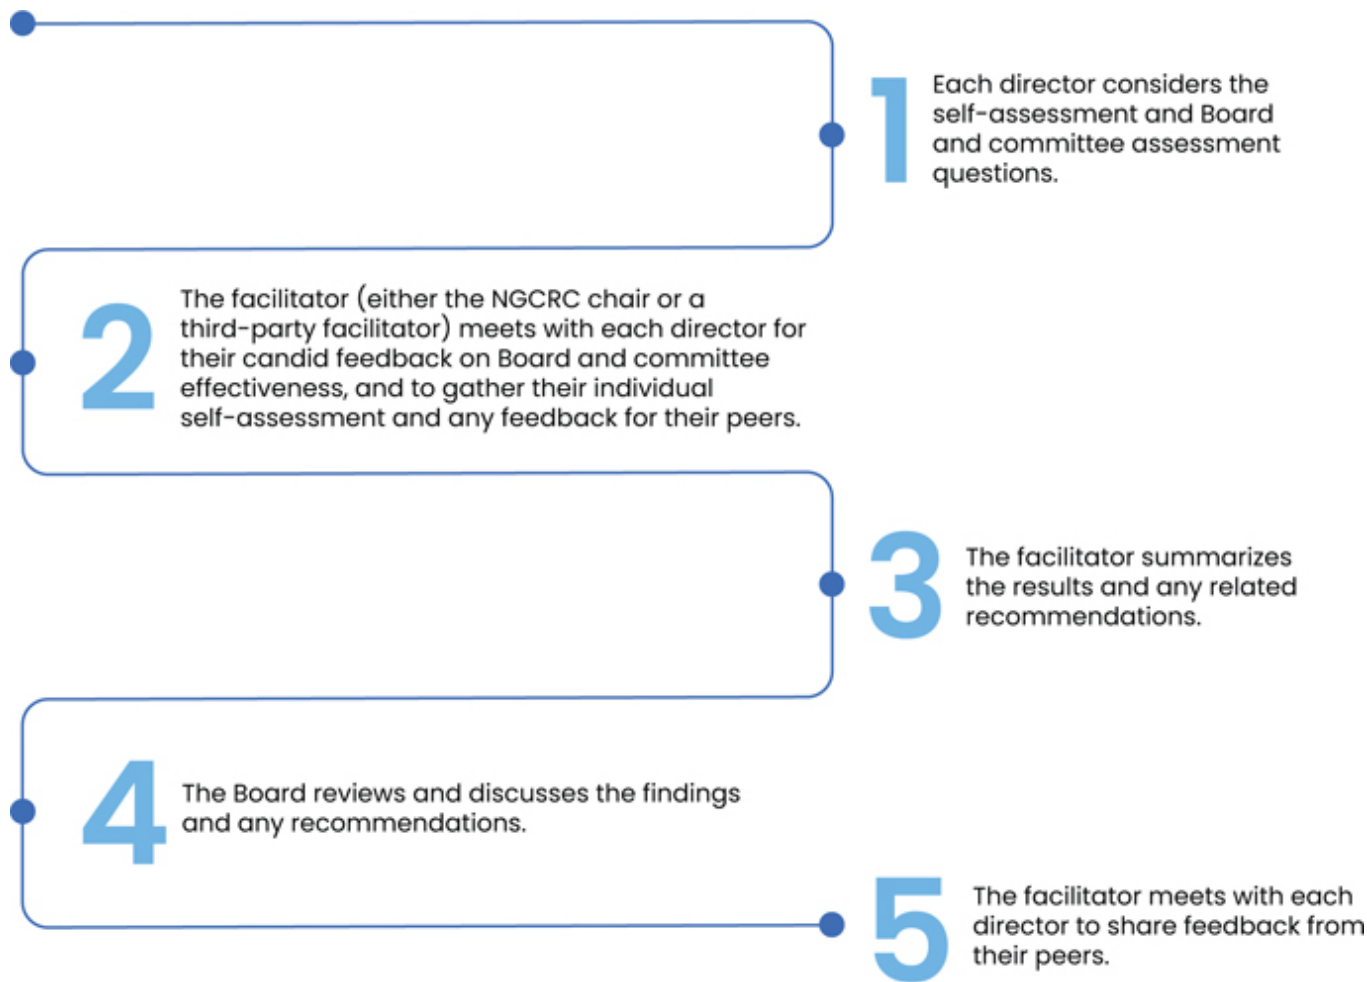 1
Each director considers the
self-assessment and Board
and committee assessment
questions.
2
The facilitator (either the NGCRC chair or a
third-party facilitator) meets with each director for
their candid feedback on Board and committee
effectiveness, and to gather their individual
self-assessment and any feedback for their peers.
3
The facilitator summarizes
the results and any related
recommendations.
4
The Board reviews and discusses the findings
and any recommendations.
5
The facilitator meets with each
director to share feedback from
their peers.